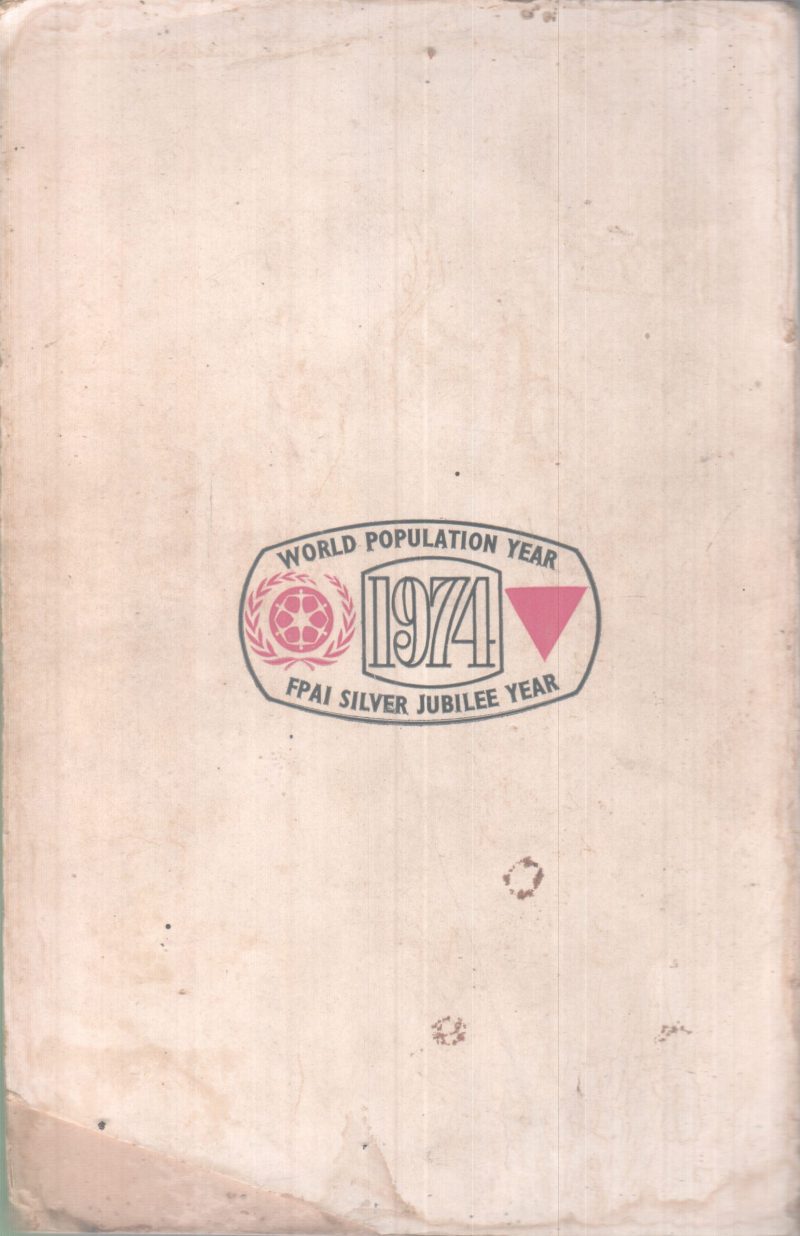 WORLD POPULATION YEAR
1974
FPAI SILVER JUBILEE YEAR